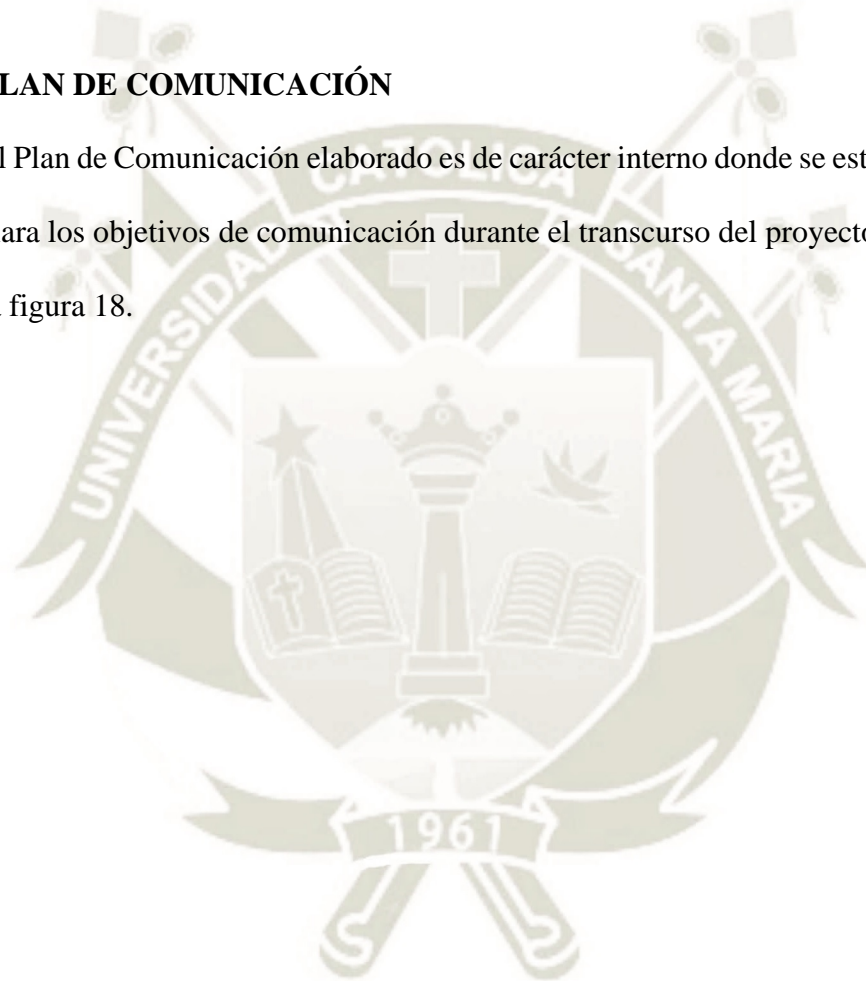 LAN DE COMUNICACIÓN
l Plan de Comunicación elaborado es de carácter interno donde se est
lara los objetivos de comunicación durante el transcurso del proyecto
figura 18.
UNIVERSIDAD CATOLICA SANTA MARIA
1961